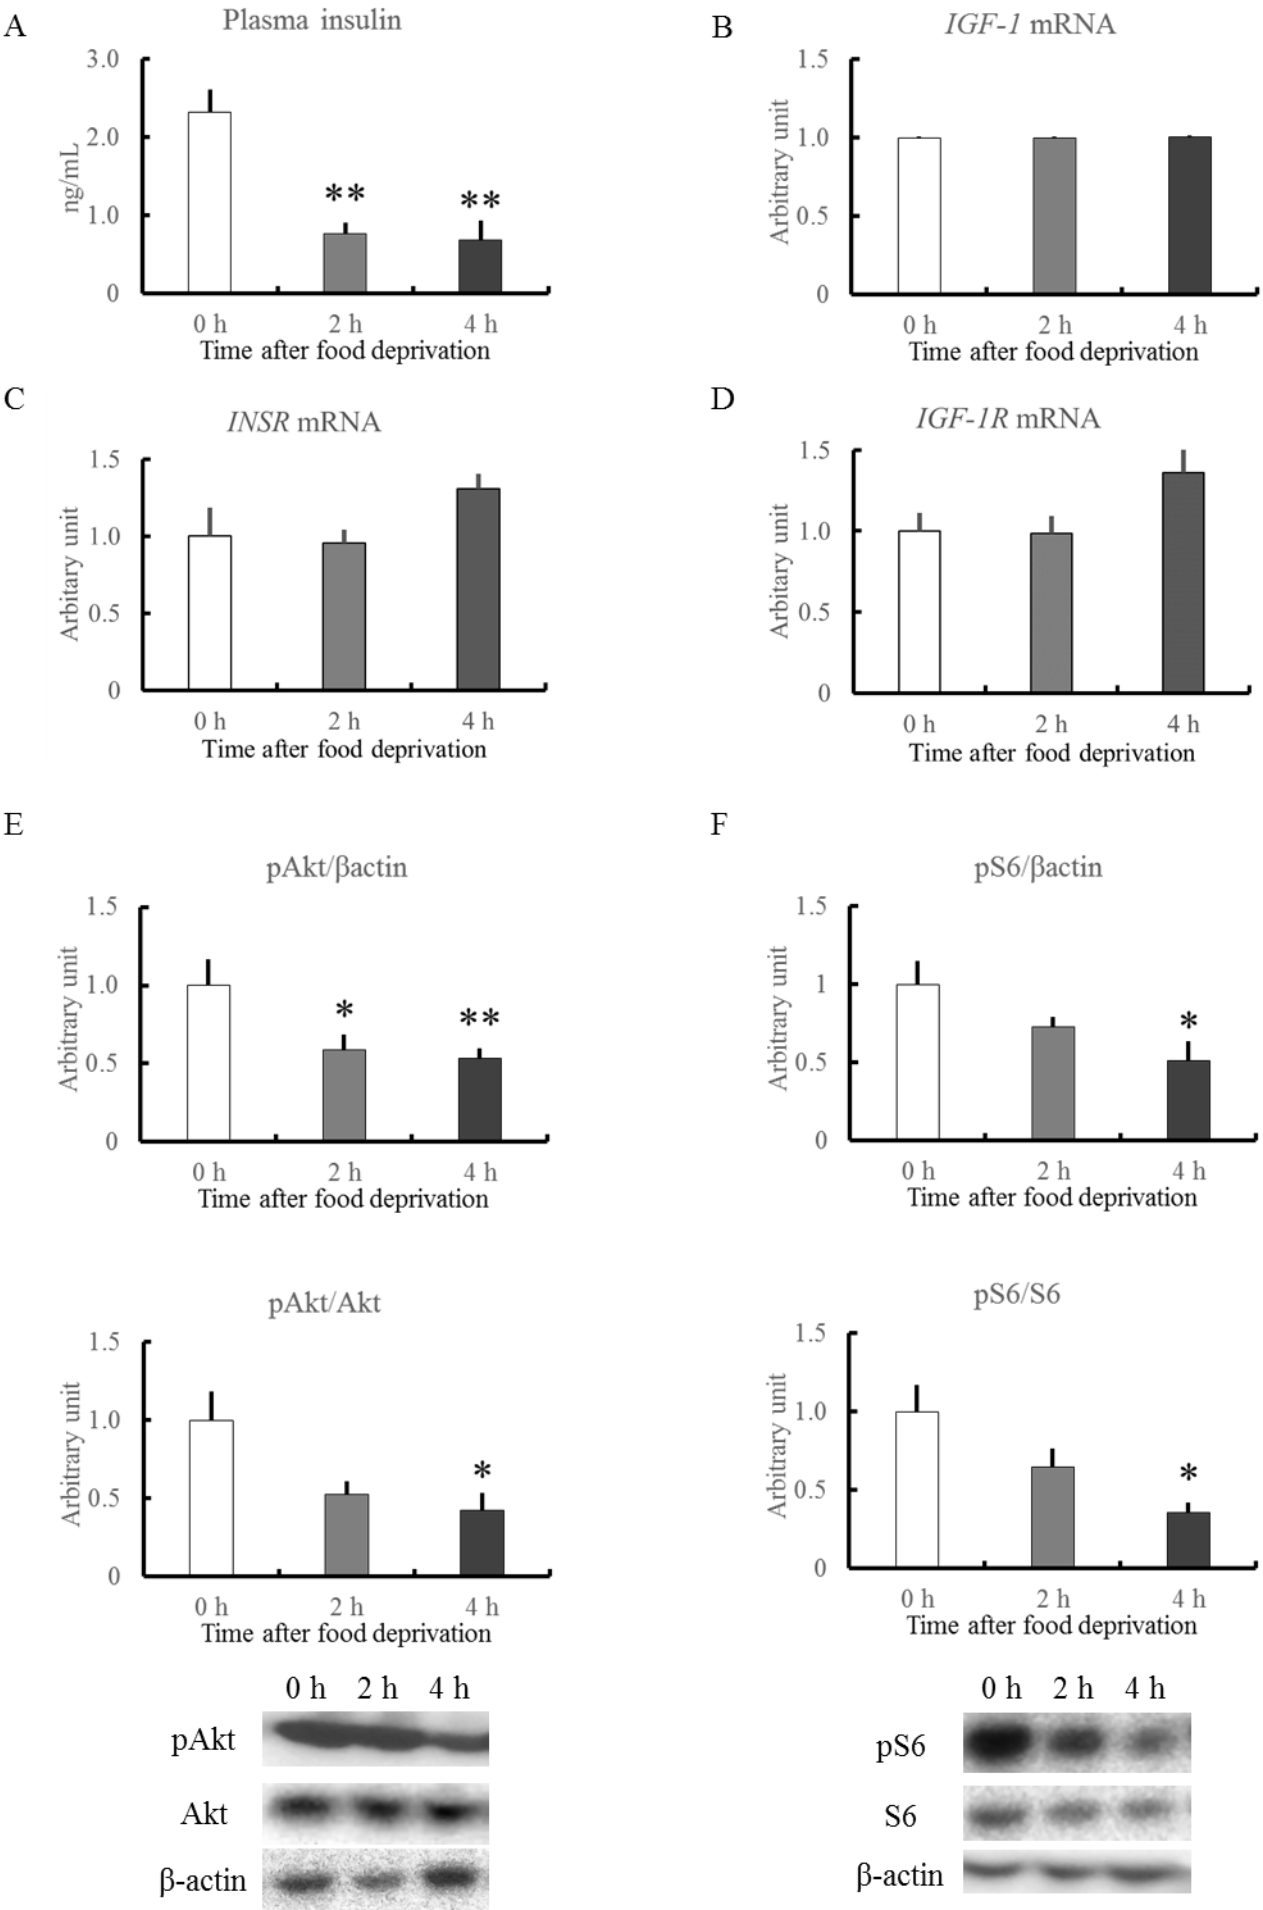 A
Plasma insulin
3.0
2.0
1.0
0
ng/mL
**
**
0 h 2 h 4 h
Time after food deprivation
B
IGF-1 mRNA
1.5
1.0
0.5
0
Arbitrary unit
0 h 2 h 4 h
Time after food deprivation
C
INSR mRNA
1.5
1.0
0.5
0
Arbitary unit
0 h 2 h 4 h
Time after food deprivation
D
IGF-1R mRNA
1.5
1.0
0.5
0
Arbitary unit
0 h 2 h 4 h
Time after food deprivation
E
pAkt/βactin
1.5
1.0
0.5
0
Arbitrary unit
*
**
0 h 2 h 4 h
Time after food deprivation
F
pS6/βactin
1.5
1
0.5
0
Arbitrary unit
*
0 h 2 h 4 h
Time after food deprivation
pAkt/Akt
1.5
1.0
0.5
0
Arbitrary unit
*
0 h 2 h 4 h
Time after food deprivation
pS6/S6
1.5
1.0
0.5
0
Arbitrary unit
*
0 h 2 h 4 h
Time after food deprivation
0 h 2 h 4 h
pAkt
Akt
β-actin
0 h 2 h 4 h
pS6
S6
β-actin